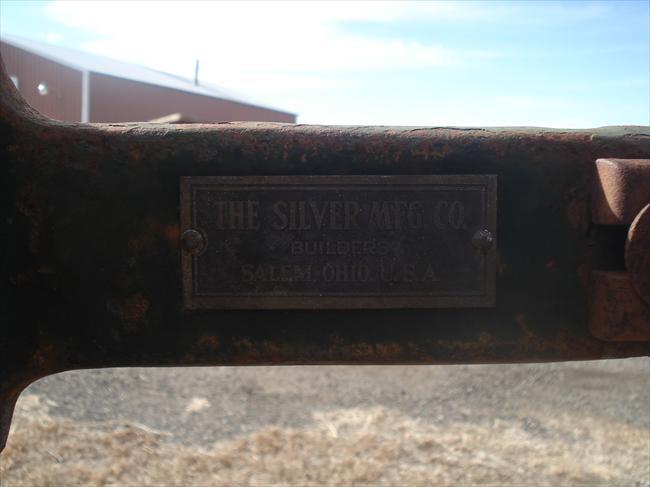 THE SILVER MFG. CO.
BUILDERS
SALEM, OHIO, U.S.A.